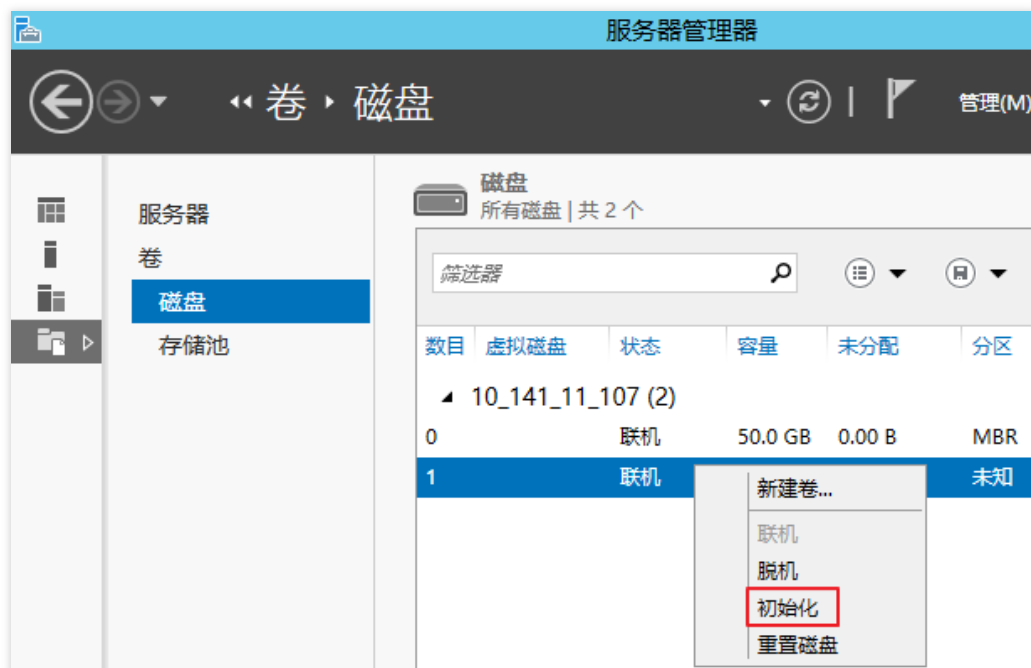 服务器管理器
卷 磁盘
管理(M)
服务器
卷
磁盘
存储池
磁盘
所有磁盘 | 共 2 个
筛选器
数目 虚拟磁盘 状态 容量 未分配 分区
10_141_11_107 (2)
0 联机 50.0 GB 0.00 B MBR
1 联机 未知
新建卷...
联机
脱机
初始化
重置磁盘